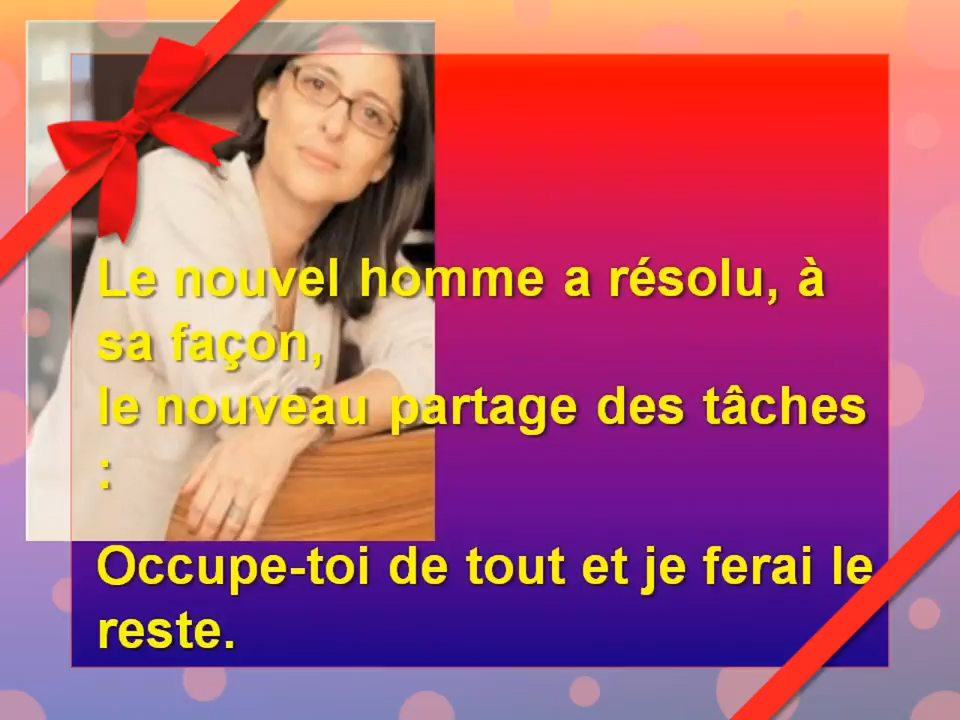 Le nouvel homme a résolu, à
sa façon,
le nouveau partage des tâches
:
Occupe-toi de tout et je ferai le
reste.